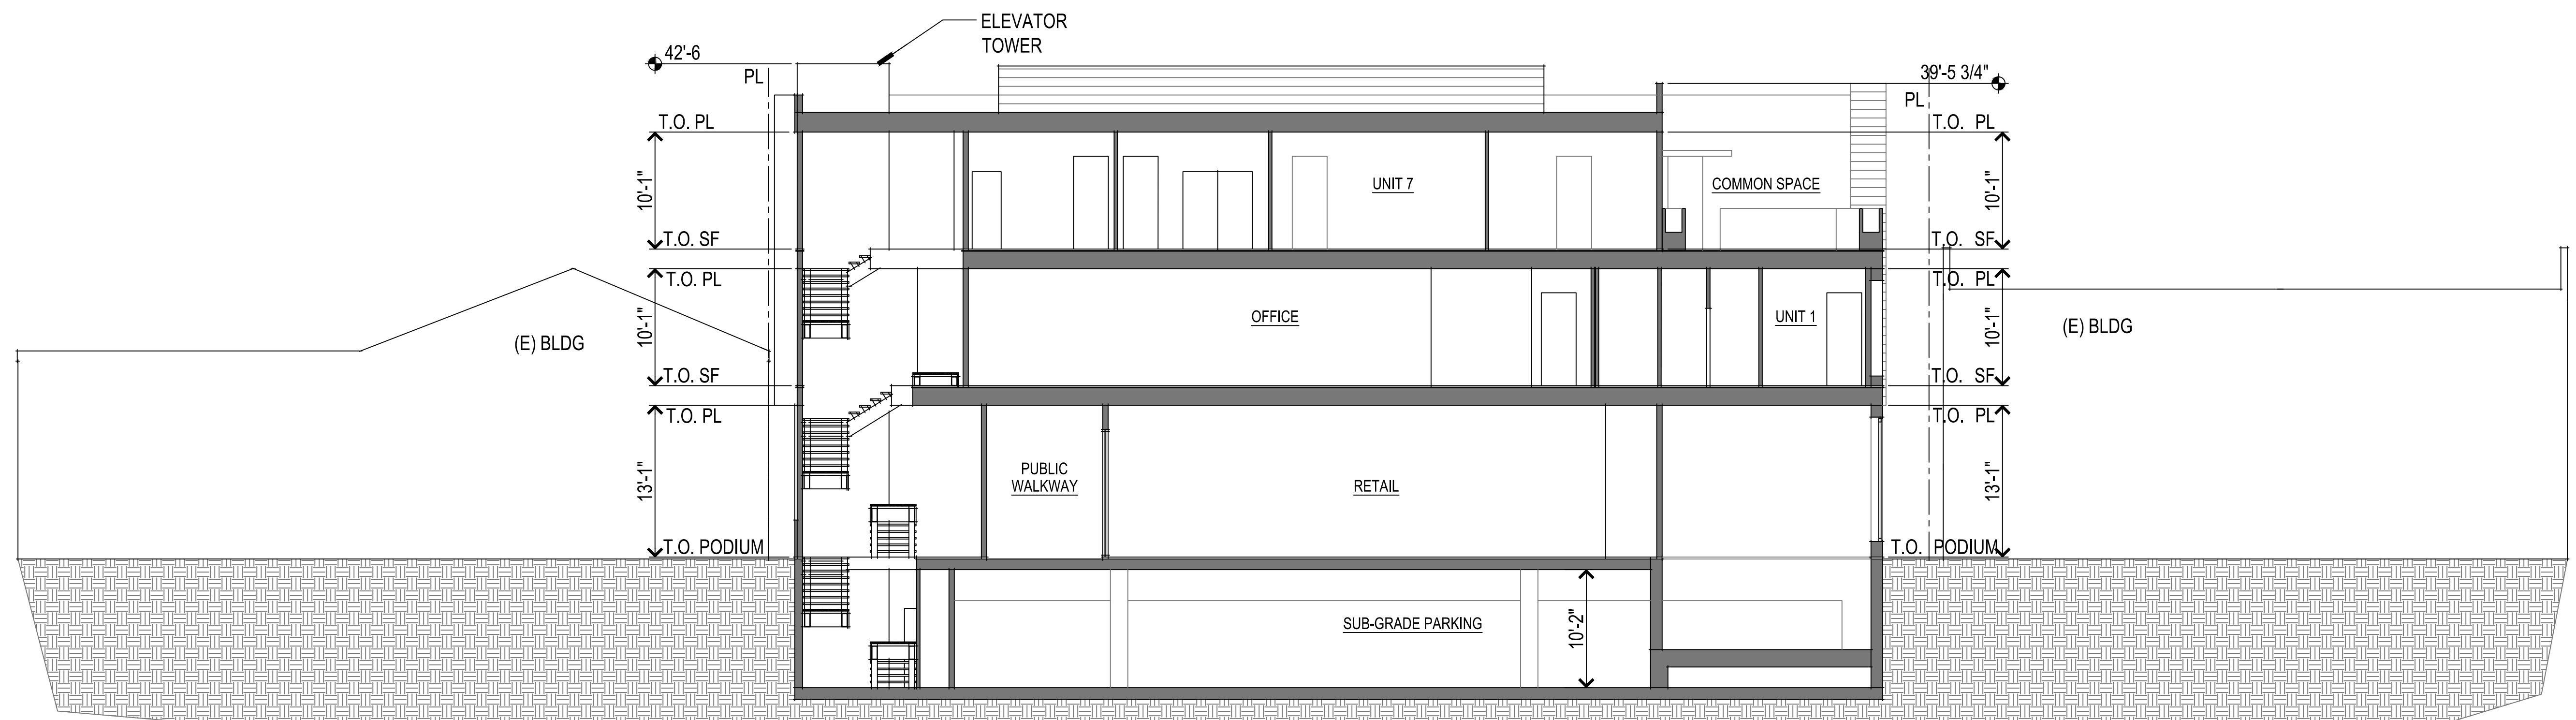 ELEVATOR
TOWER
42'-6
PL
39'-5 3/4"
PL
T.O. PL
T.O. PL
10'-1"
UNIT 7
COMMON SPACE
10'-1"
T.O. SF
T.O. SF
T.O. PL
T.O. PL
10'-1"
(E) BLDG
OFFICE
UNIT 1
10'-1"
(E) BLDG
T.O. SF
T.O. SF
T.O. PL
T.O. PL
13'-1"
PUBLIC
WALKWAY
RETAIL
13'-1"
T.O. PODIUM
T.O. PODIUM
SUB-GRADE PARKING
10'-2"